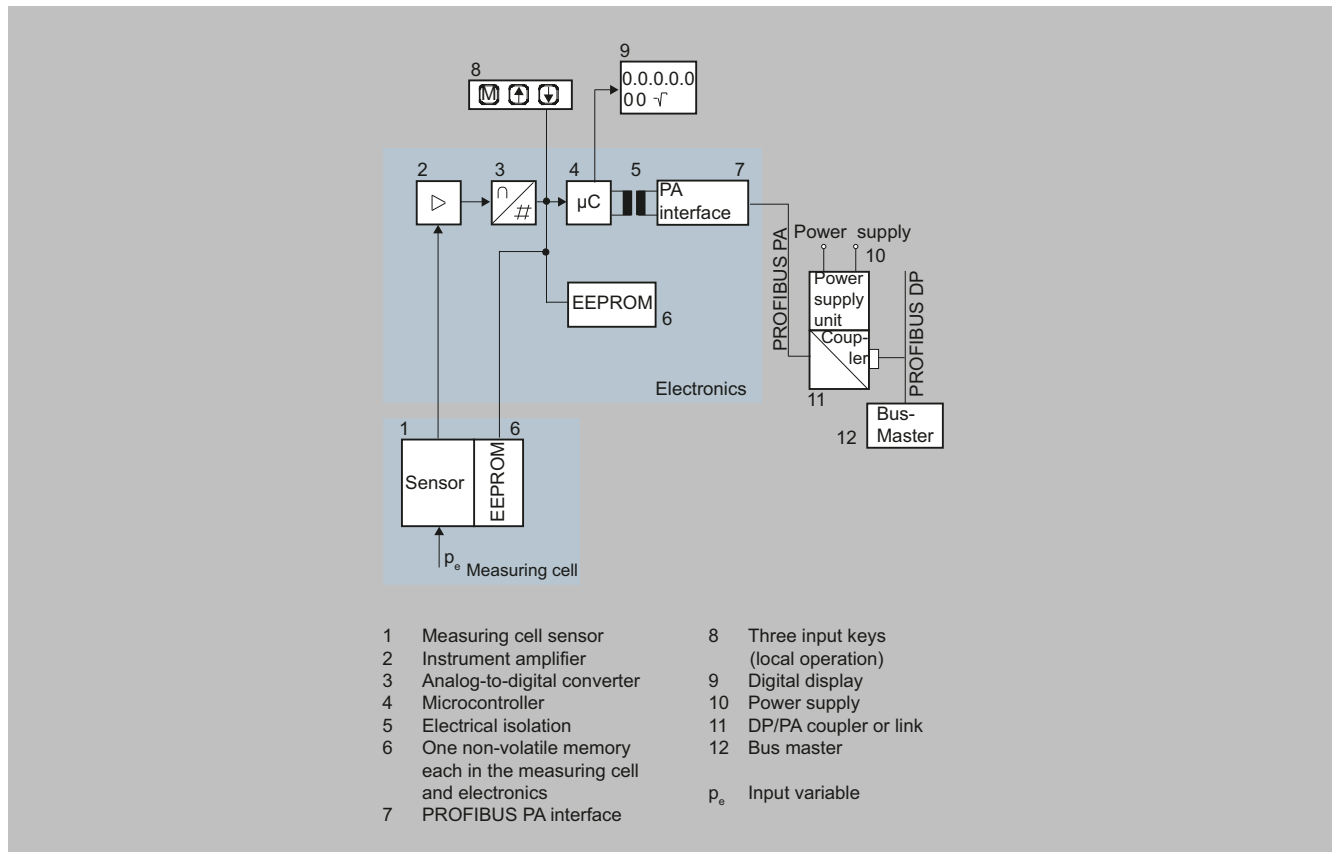 9
8
0.0.0.0.0
00 √
M
2
3
4
5
7
∩
#
µC
PA
interface
Power supply
10
PROFIBUS PA
PROFIBUS DP
Power
supply
unit
EEPROM
6
Coup-
ler
Electronics
11
Bus-
Master
12
1
6
Sensor
EEPROM
pe
Measuring cell
1 Measuring cell sensor
2 Instrument amplifier
3 Analog-to-digital converter
4 Microcontroller
5 Electrical isolation
6 One non-volatile memory
each in the measuring cell
and electronics
7 PROFIBUS PA interface
8 Three input keys
(local operation)
9 Digital display
10 Power supply
11 DP/PA coupler or link
12 Bus master
pe Input variable